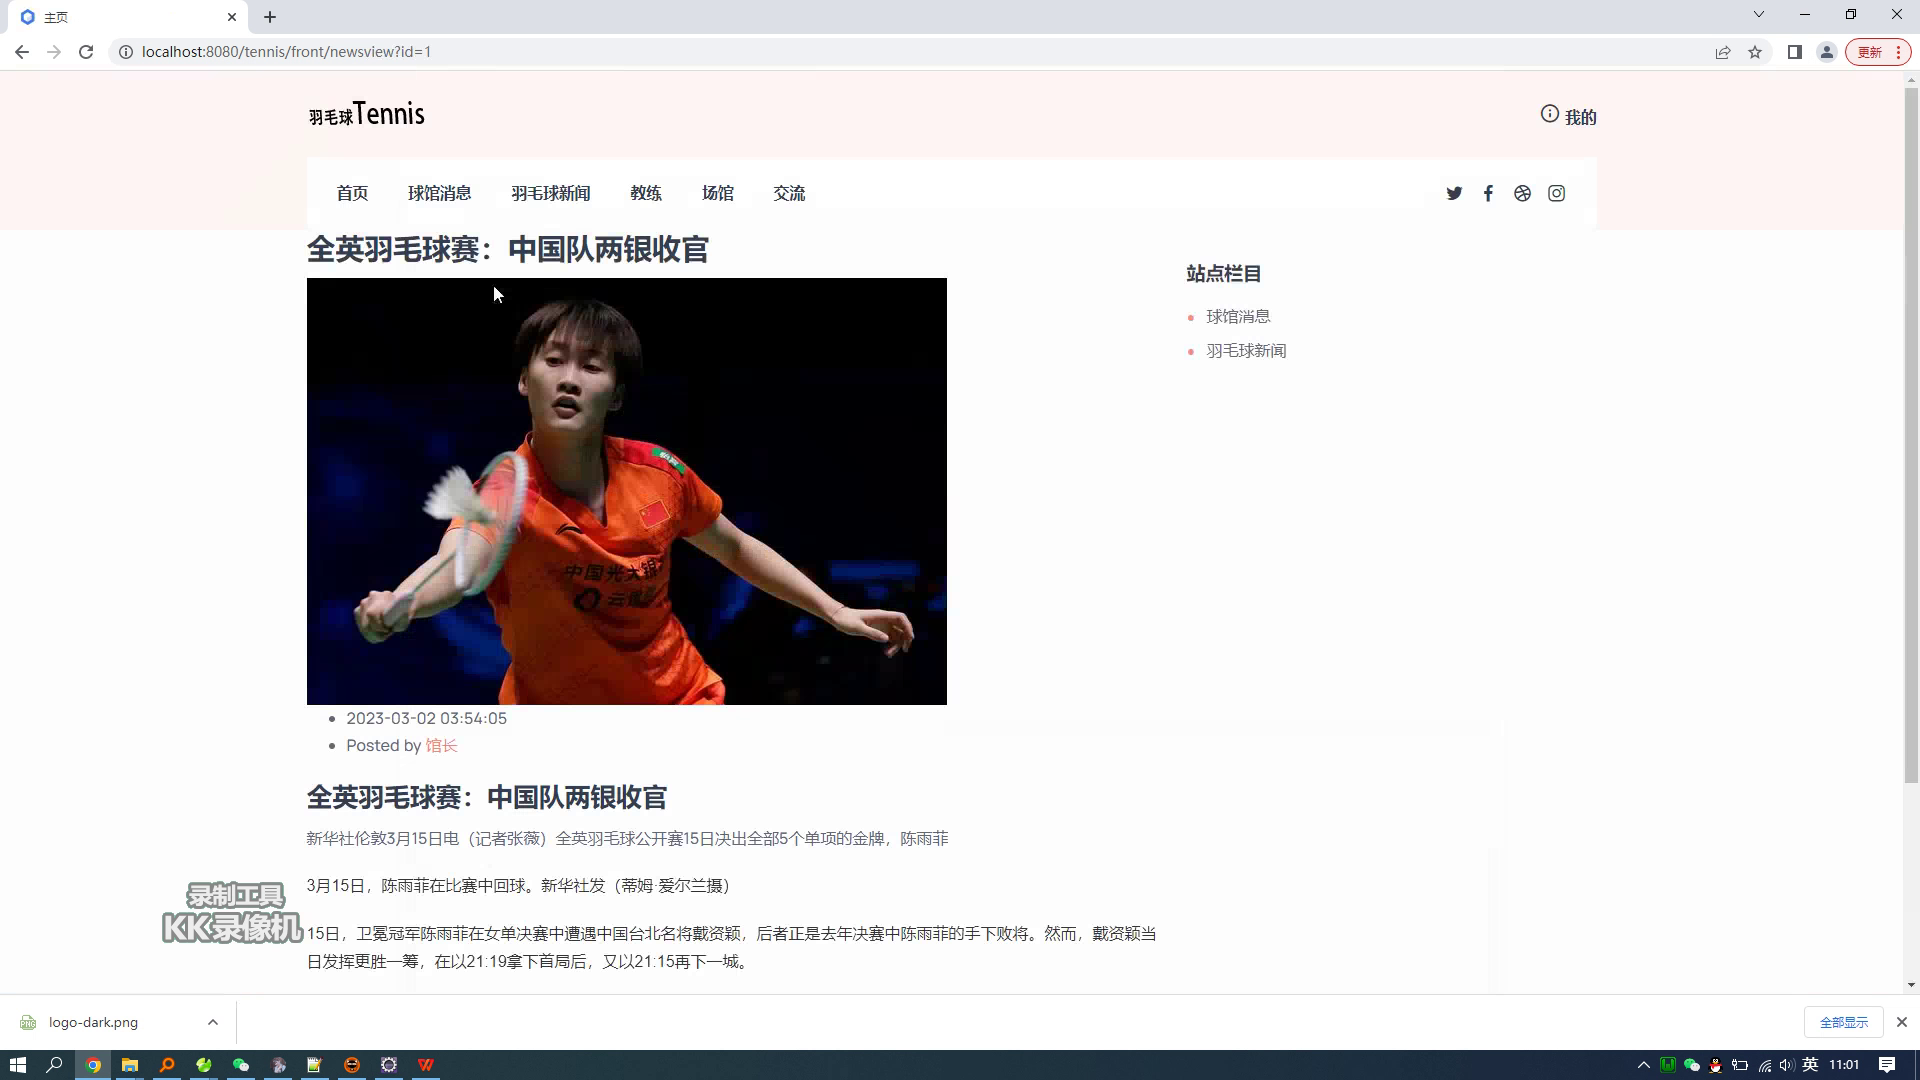 主页
localhost:8080/tennis/front/newsview?id=1
更新
羽毛球Tennis
我的
首页 球馆消息 羽毛球新闻 教练 场馆 交流
全英羽毛球赛：中国队两银收官
站点栏目
球馆消息
羽毛球新闻
中国光大银
2023-03-02 03:54:05
Posted by 馆长
全英羽毛球赛：中国队两银收官
新华社伦敦3月15日电（记者张薇）全英羽毛球公开赛15日决出全部5个单项的金牌，陈雨菲
3月15日，陈雨菲在比赛中回球。新华社发（蒂姆·爱尔兰摄）
录制工具
KK录像机
15日，卫冕冠军陈雨菲在女单决赛中遭遇中国台北名将戴资颖，后者正是去年决赛中陈雨菲的手下败将。然而，戴资颖当
日发挥更胜一筹，在以21:19拿下首局后，又以21:15再下一城。
logo-dark.png
全部显示
英 11:01